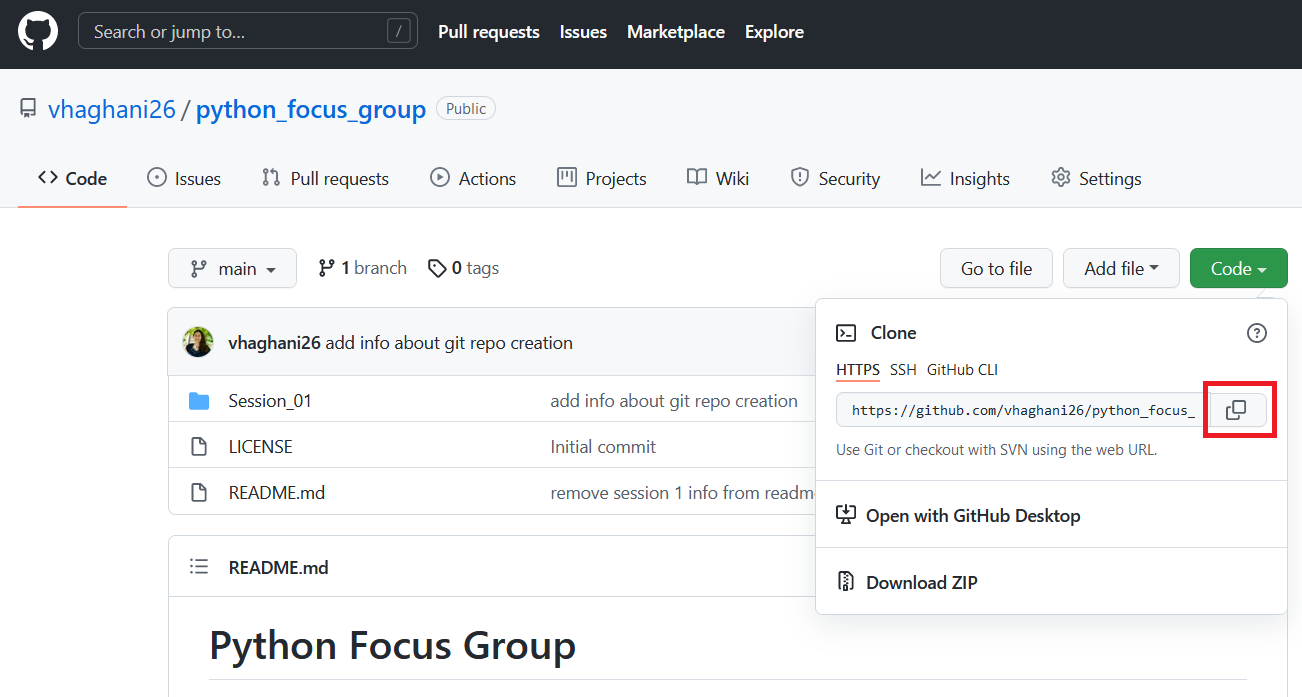 Search or jump to... / Pull requests Issues Marketplace Explore
vhaghani26 / python_focus_group Public
Code Issues Pull requests Actions Projects Wiki Security Insights Settings
main 1 branch 0 tags Go to file Add file Code
vhaghani26 add info about git repo creation
Session_01 add info about git repo creation
LICENSE Initial commit
README.md remove session 1 info from readm
README.md
Python Focus Group
Clone
HTTPS SSH GitHub CLI
https://github.com/vhaghani26/python_focus_
Use Git or checkout with SVN using the web URL.
Open with GitHub Desktop
Download ZIP